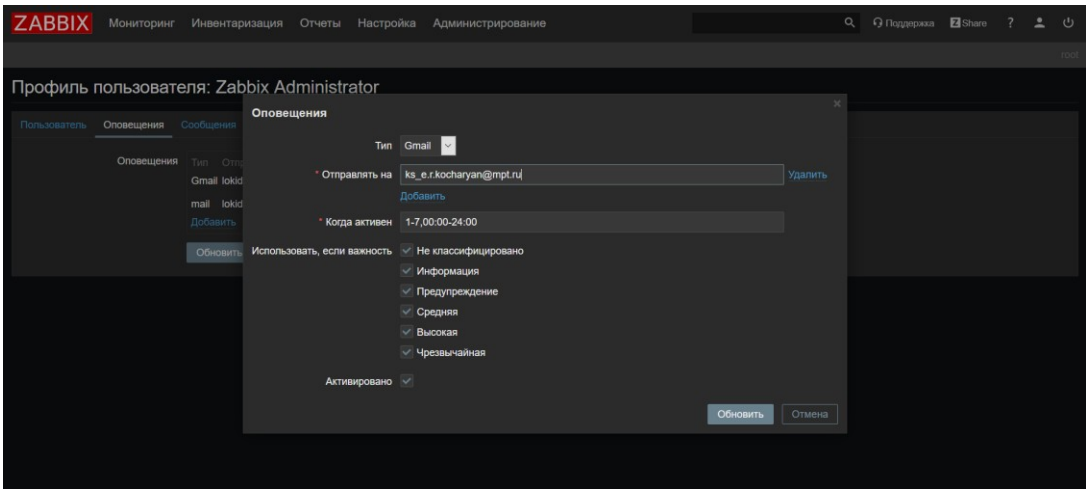 ZABBIX Мониторинг Инвентаризация Отчеты Настройка Администрирование Поддержка Z Share ?
root
Профиль пользователя: Zabbix Administrator
Пользователь Оповещения Сообщения
Оповещения Тип
Gmail lokid
mail lokid
Добавить
Обновить
Оповещения
Тип Gmail
* Отправлять на ks_e.r.kocharyan@mpt.ru Удалить
Добавить
* Когда активен 1-7,00:00-24:00
Использовать, если важность Не классифицировано
Информация
Предупреждение
Средняя
Высокая
Чрезвычайная
Активировано
Обновить Отмена